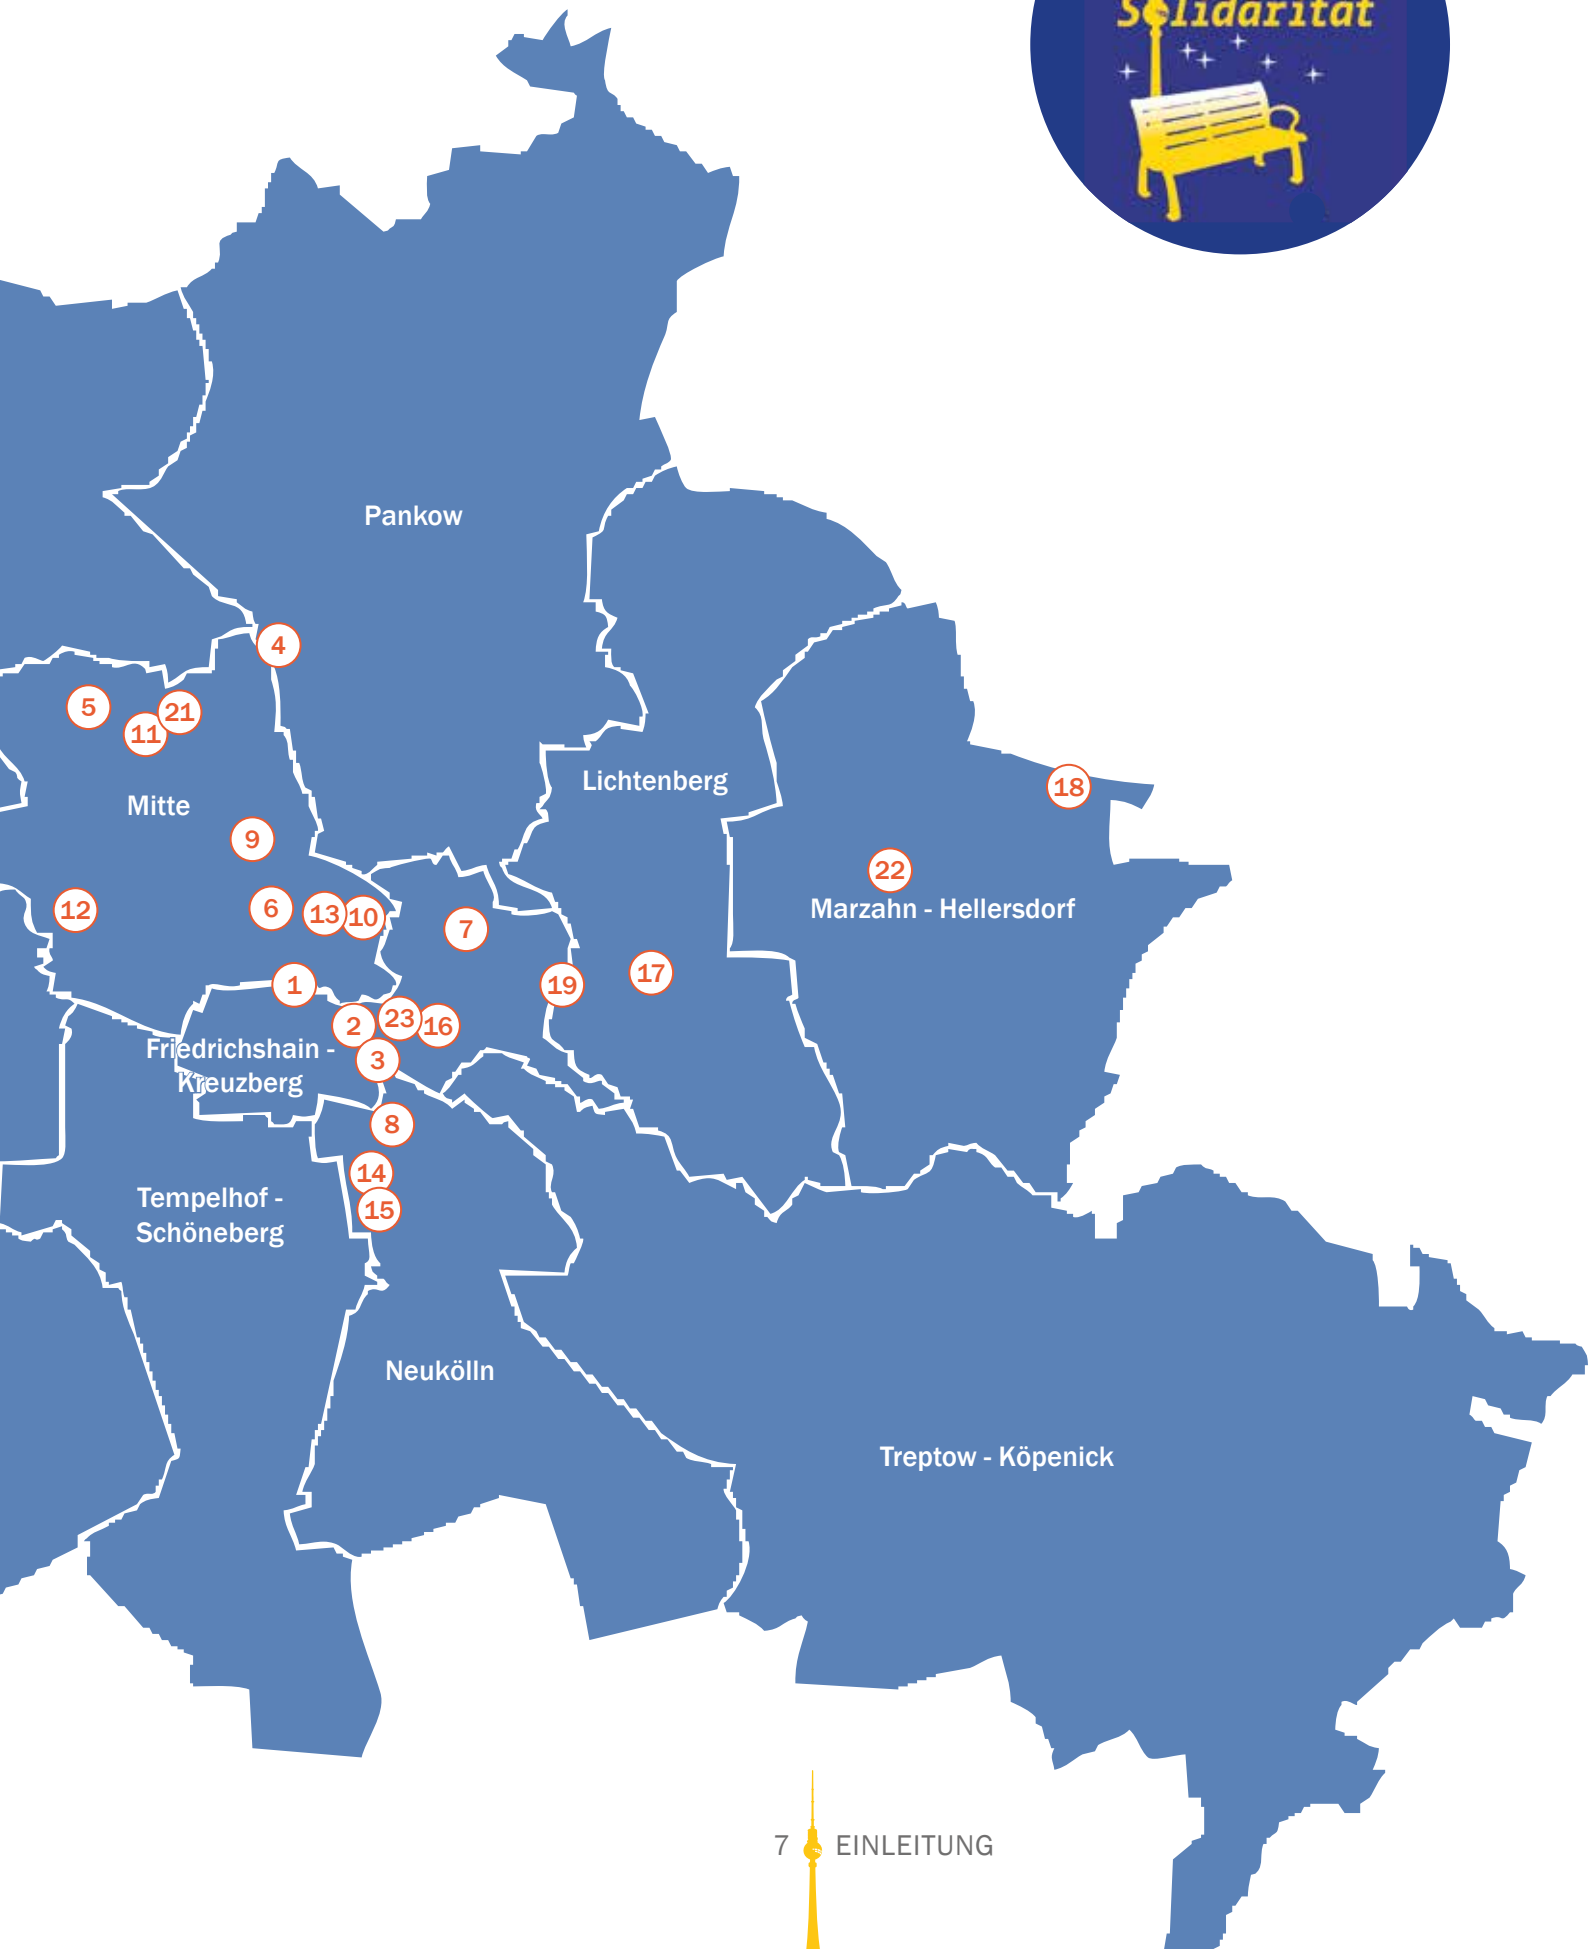 Solidarität
Pankow
4
5
21
11
Lichtenberg
18
Mitte
9
22
Marzahn - Hellersdorf
12
6
13
10
7
17
19
1
23
2
16
Friedrichshain -
Kreuzberg
3
8
14
Tempelhof -
Schöneberg
15
Neukölln
Treptow - Köpenick
7 EINLEITUNG